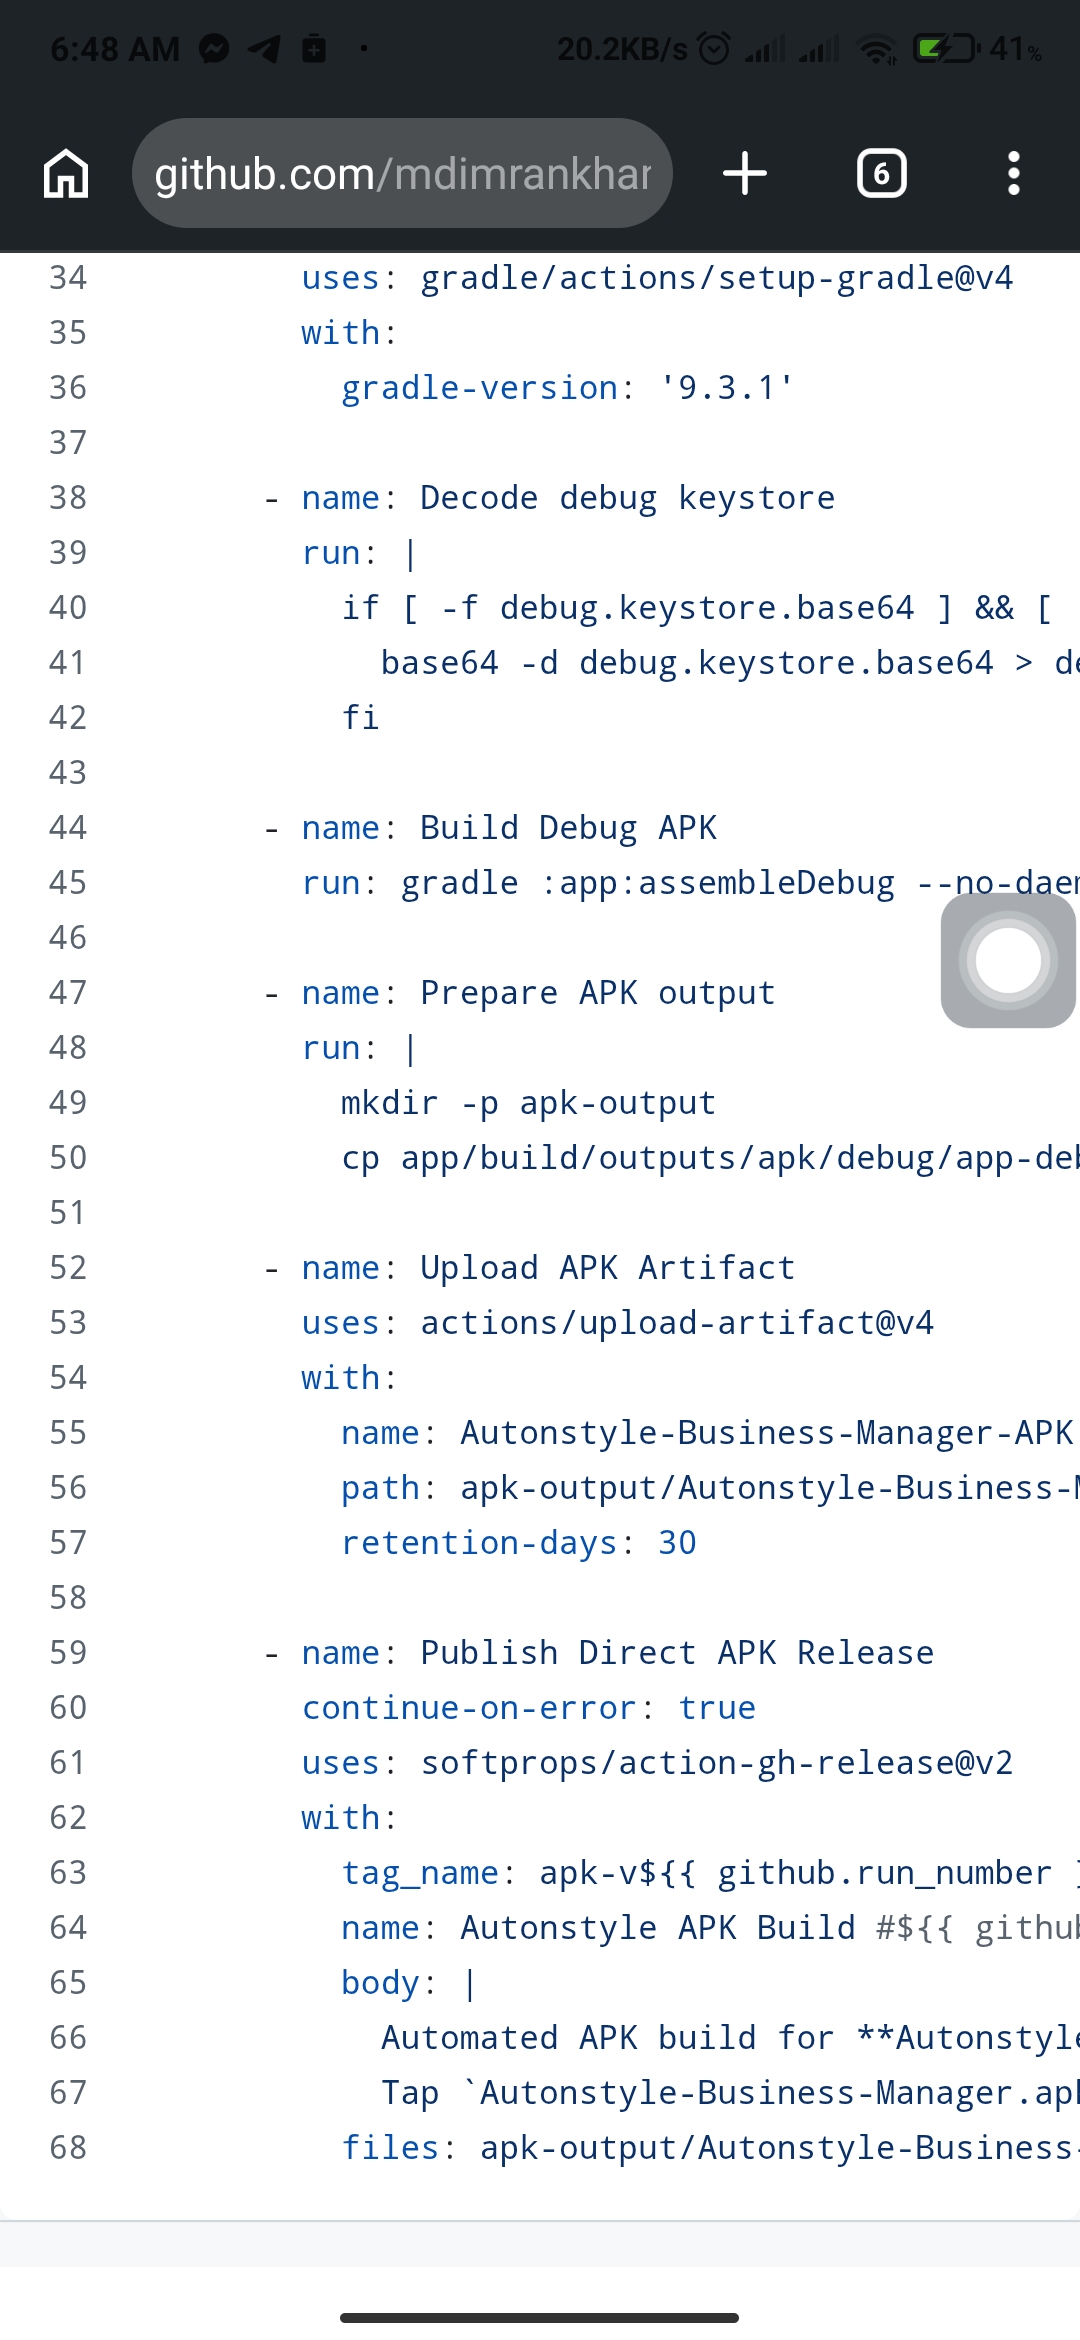 6:48 AM
20.2KB/s
41%
github.com/mdimrankhar
6
34 uses: gradle/actions/setup-gradle@v4
35 with:
36 gradle-version: '9.3.1'
37
38 - name: Decode debug keystore
39 run: |
40 if [ -f debug.keystore.base64 ] && [
41 base64 -d debug.keystore.base64 > de
42 fi
43
44 - name: Build Debug APK
45 run: gradle :app:assembleDebug --no-daem
46
47 - name: Prepare APK output
48 run: |
49 mkdir -p apk-output
50 cp app/build/outputs/apk/debug/app-deb
51
52 - name: Upload APK Artifact
53 uses: actions/upload-artifact@v4
54 with:
55 name: Autonstyle-Business-Manager-APK
56 path: apk-output/Autonstyle-Business-M
57 retention-days: 30
58
59 - name: Publish Direct APK Release
60 continue-on-error: true
61 uses: softprops/action-gh-release@v2
62 with:
63 tag_name: apk-v${{ github.run_number }
64 name: Autonstyle APK Build #${{ github
65 body: |
66 Automated APK build for **Autonstyle
67 Tap `Autonstyle-Business-Manager.apk
68 files: apk-output/Autonstyle-Business-